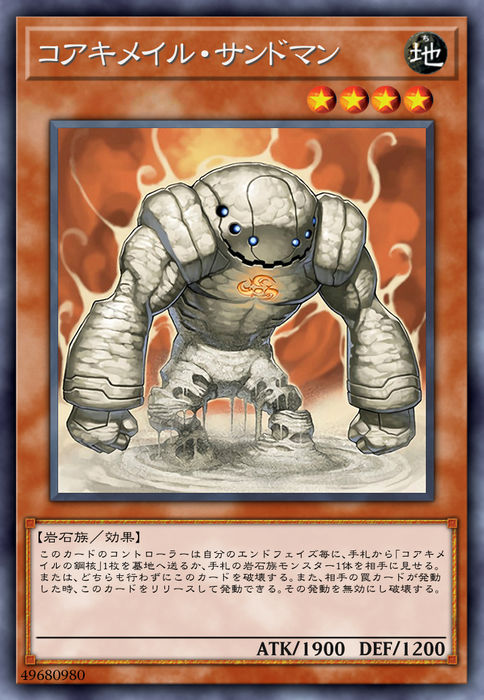 コアキメイル・サンドマン
ち
地
【岩石族／効果】
このカードのコントローラーは自分のエンドフェイズ毎に、手札から「コアキメ
イルの鋼核」1枚を墓地へ送るか、手札の岩石族モンスター1体を相手に見せる。
または、どちらも行わずにこのカードを破壊する。また、相手の罠カードが発動
した時、このカードをリリースして発動できる。その発動を無効にし破壊する。
ATK/1900 DEF/1200
49680980